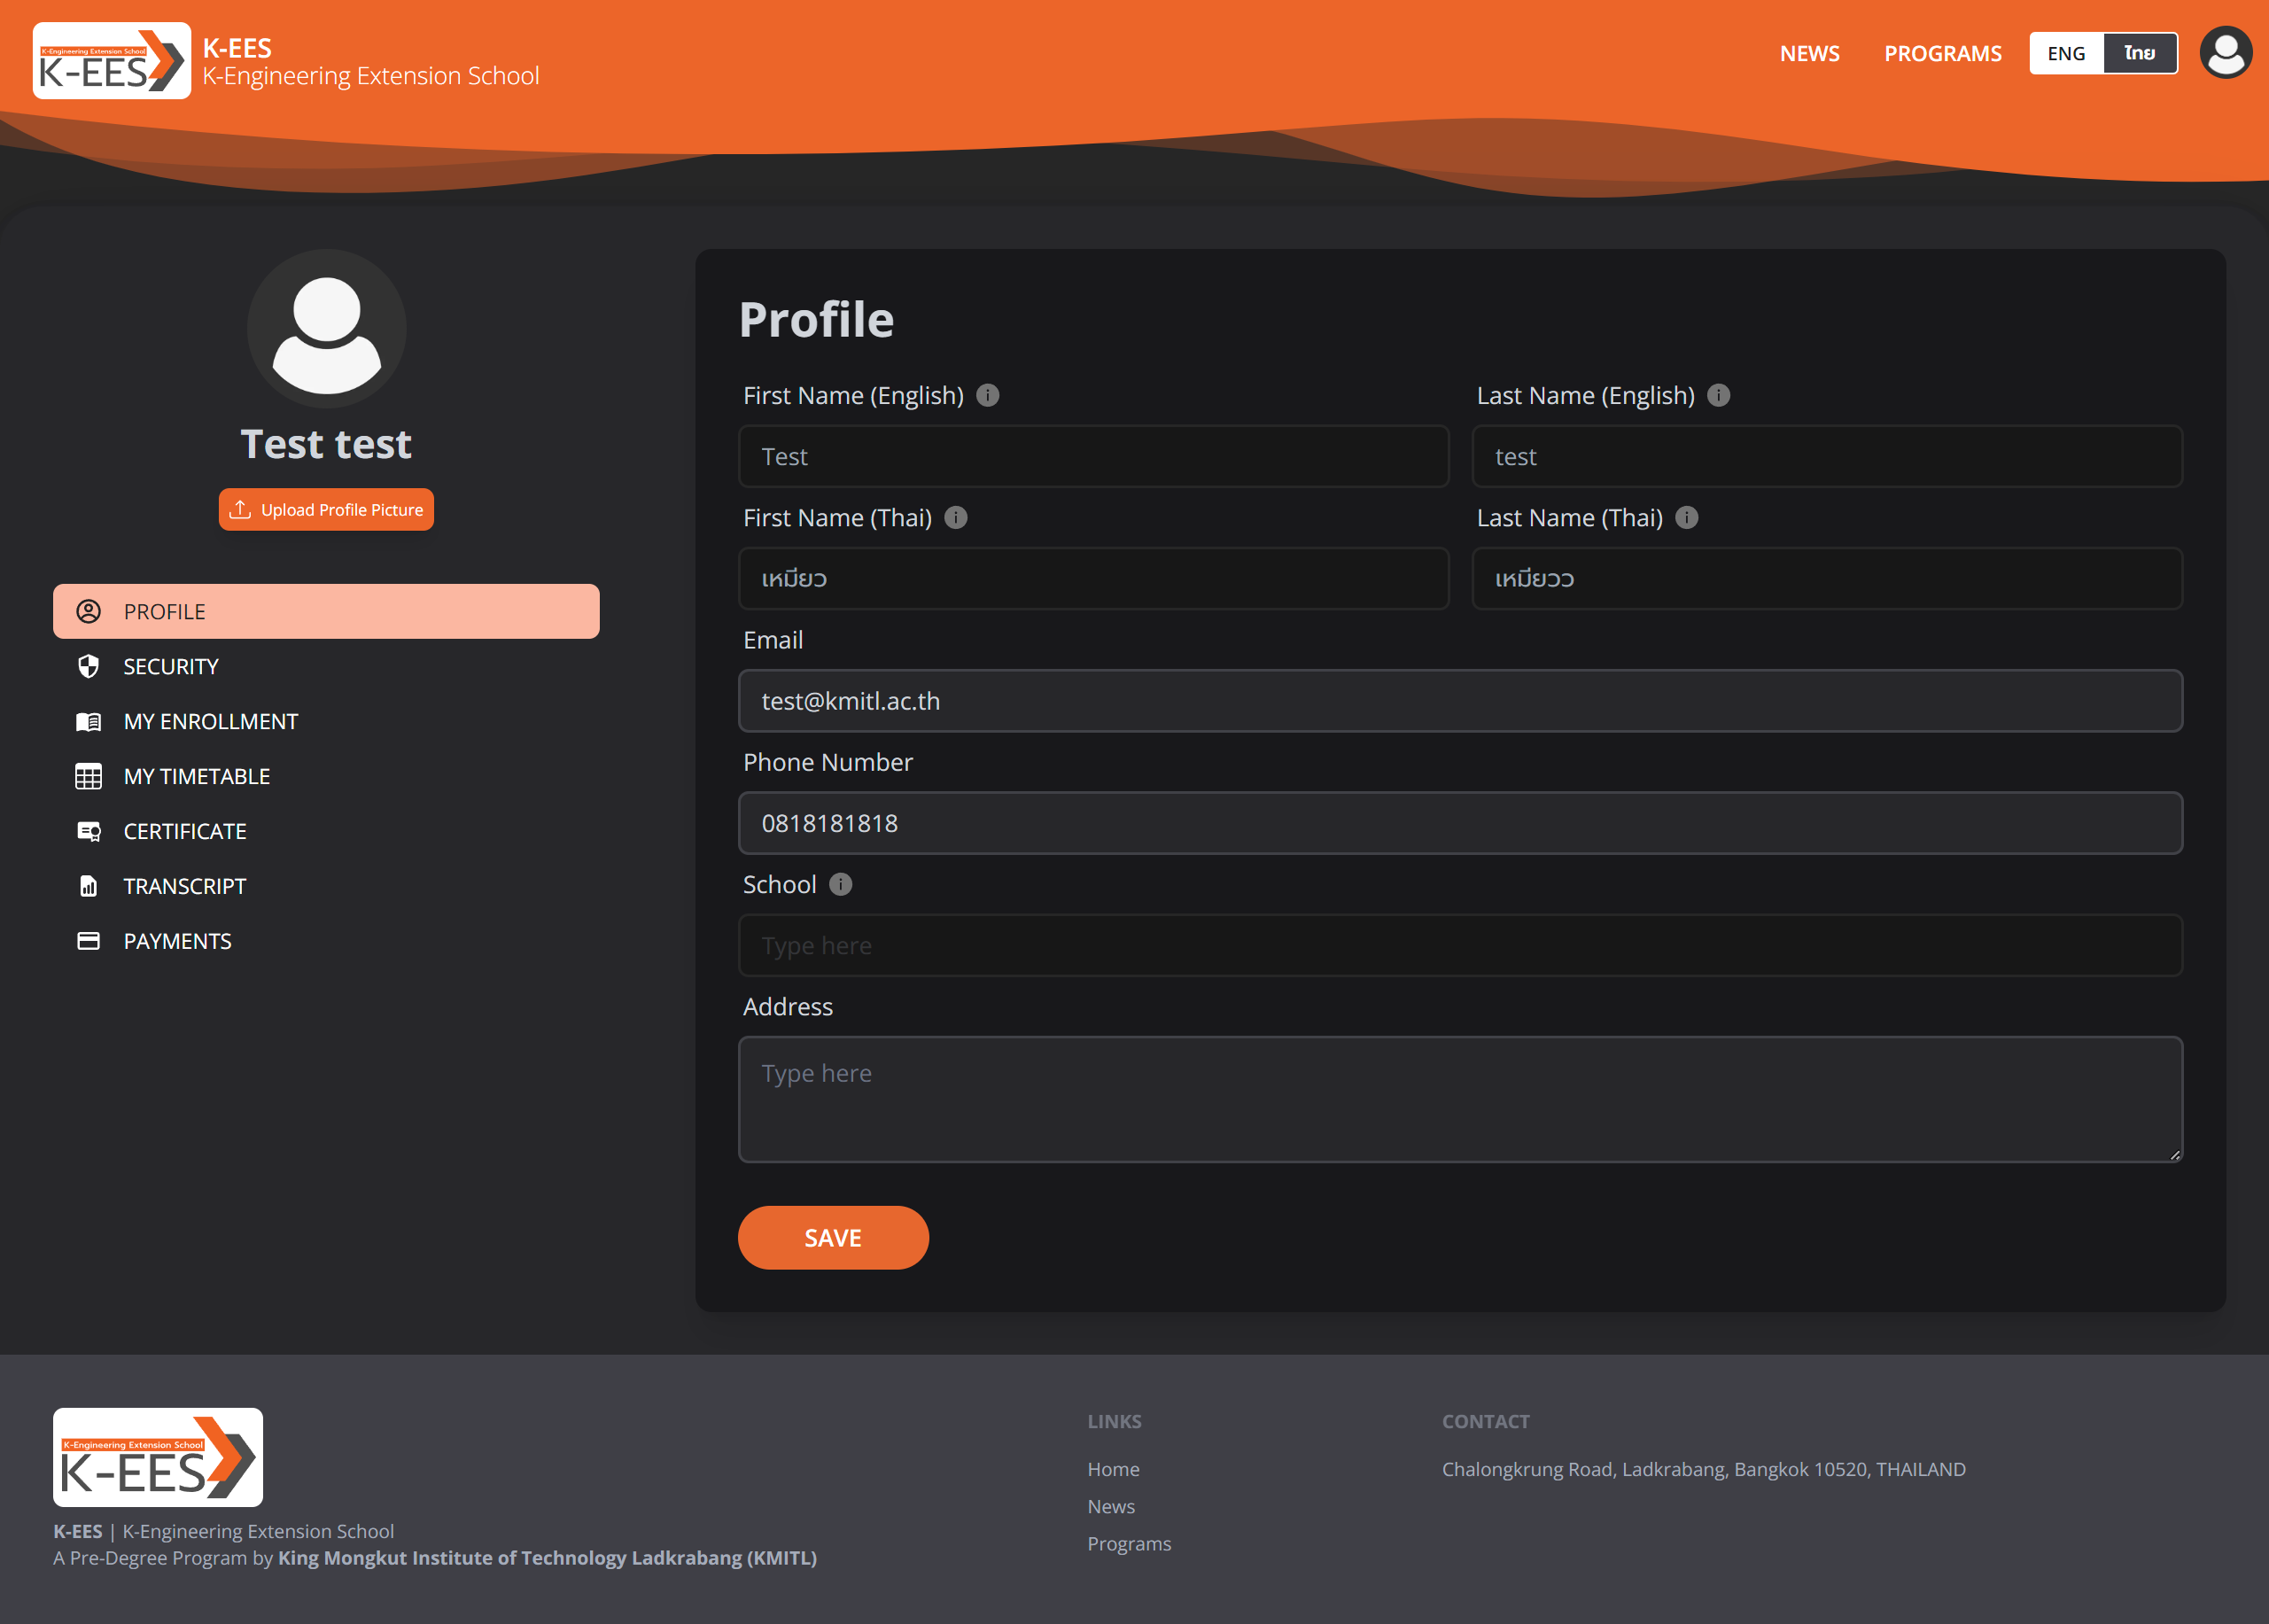 K-Engineering Extension School
K-EES
K-EES
K-Engineering Extension School
NEWS
PROGRAMS
ENG
ไทย
Test test
Upload Profile Picture
PROFILE
SECURITY
MY ENROLLMENT
MY TIMETABLE
CERTIFICATE
TRANSCRIPT
PAYMENTS
Profile
First Name (English)
Last Name (English)
Test
test
First Name (Thai)
Last Name (Thai)
เหมียว
เหมียวว
Email
test@kmitl.ac.th
Phone Number
0818181818
School
Type here
Address
Type here
SAVE
K-Engineering Extension School
K-EES
K-EES | K-Engineering Extension School
A Pre-Degree Program by King Mongkut Institute of Technology Ladkrabang (KMITL)
LINKS
Home
News
Programs
CONTACT
Chalongkrung Road, Ladkrabang, Bangkok 10520, THAILAND